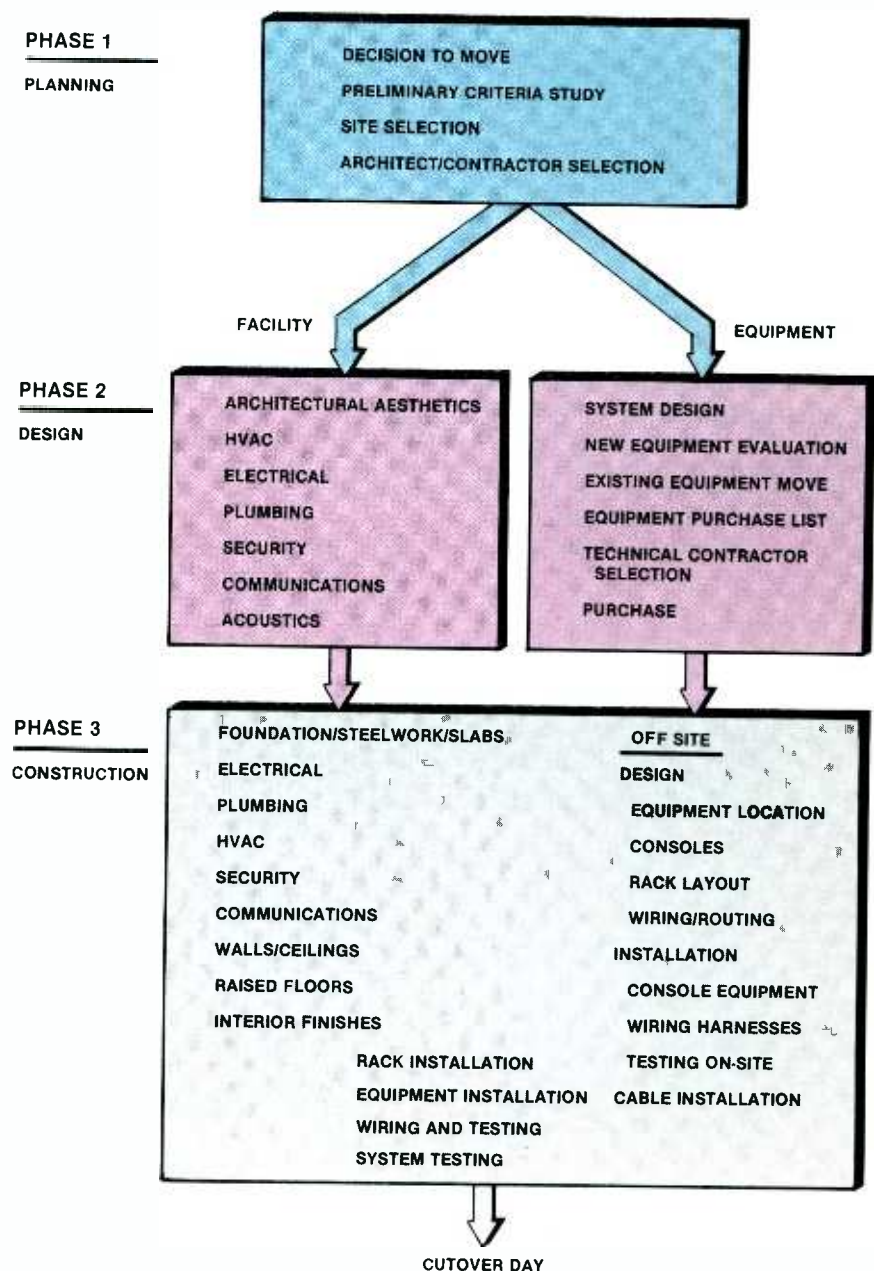 PHASE 1
PLANNING
DECISION TO MOVE
PRELIMINARY CRITERIA STUDY
SITE SELECTION
ARCHITECT/CONTRACTOR SELECTION
FACILITY
EQUIPMENT
PHASE 2
DESIGN
ARCHITECTURAL AESTHETICS
HVAC
ELECTRICAL
PLUMBING
SECURITY
COMMUNICATIONS
ACOUSTICS
SYSTEM DESIGN
NEW EQUIPMENT EVALUATION
EXISTING EQUIPMENT MOVE
EQUIPMENT PURCHASE LIST
TECHNICAL CONTRACTOR
SELECTION
PURCHASE
PHASE 3
CONSTRUCTION
FOUNDATION/STEELWORK/SLABS
ELECTRICAL
PLUMBING
HVAC
SECURITY
COMMUNICATIONS
WALLS/CEILINGS
RAISED FLOORS
INTERIOR FINISHES
RACK INSTALLATION
EQUIPMENT INSTALLATION
WIRING AND TESTING
SYSTEM TESTING
OFF SITE
DESIGN
EQUIPMENT LOCATION
CONSOLES
RACK LAYOUT
WIRING/ROUTING
INSTALLATION
CONSOLE EQUIPMENT
WIRING HARNESSES
TESTING ON-SITE
CABLE INSTALLATION
CUTOVER DAY